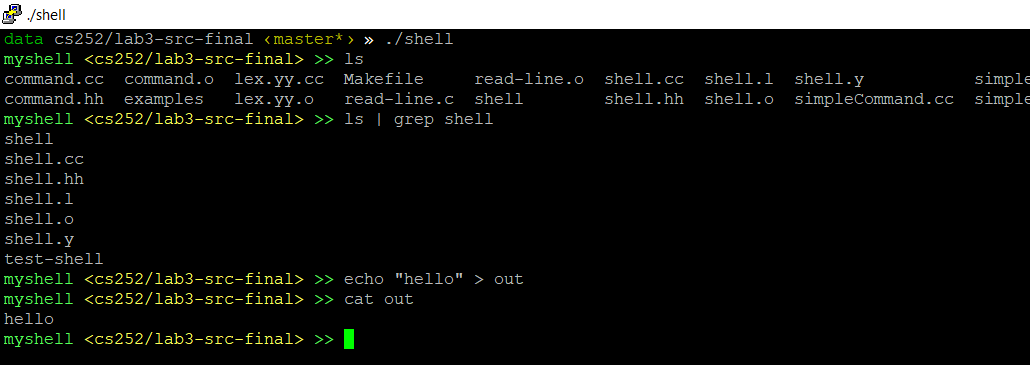 ./shell
data cs252/lab3-src-final ‹master*› » ./shell
myshell <cs252/lab3-src-final> >> ls
command.cc command.o lex.yy.cc Makefile read-line.o shell.cc shell.l shell.y simple
command.hh examples lex.yy.o read-line.c shell shell.hh shell.o simpleCommand.cc simple
myshell <cs252/lab3-src-final> >> ls | grep shell
shell
shell.cc
shell.hh
shell.l
shell.o
shell.y
test-shell
myshell <cs252/lab3-src-final> >> echo "hello" > out
myshell <cs252/lab3-src-final> >> cat out
hello
myshell <cs252/lab3-src-final> >>